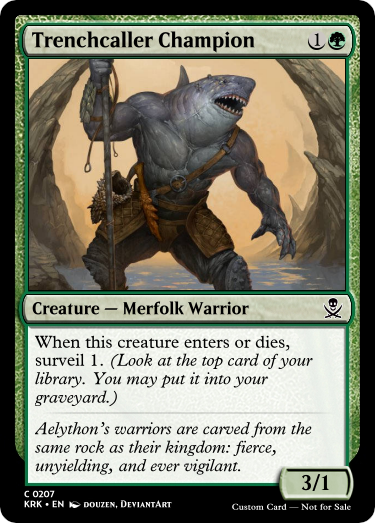 Trenchcaller Champion 1
Creature — Merfolk Warrior
When this creature enters or dies,
surveil 1. (Look at the top card of your
library. You may put it into your
graveyard.)
Aelython's warriors are carved from the
same rock as their kingdom: fierce,
unyielding, and ever vigilant.
3/1
C 0207
KRK • EN DOUZEN, DEVIANTART
Custom Card — Not for Sale